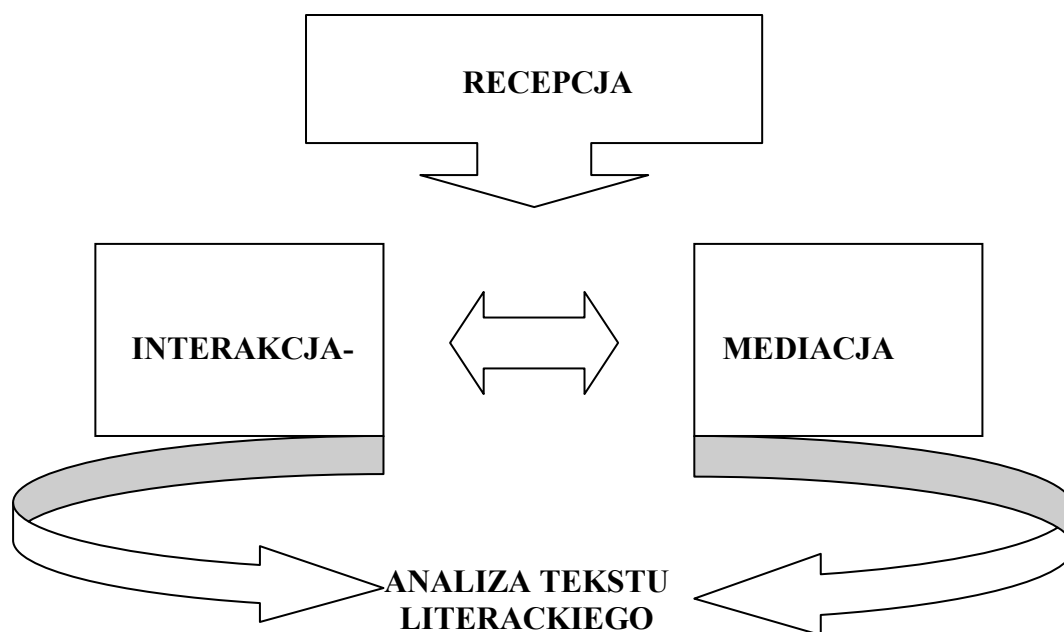 RECEPCJA
INTERAKCJA-
MEDIACJA
ANALIZA TEKSTU
LITERACKIEGO